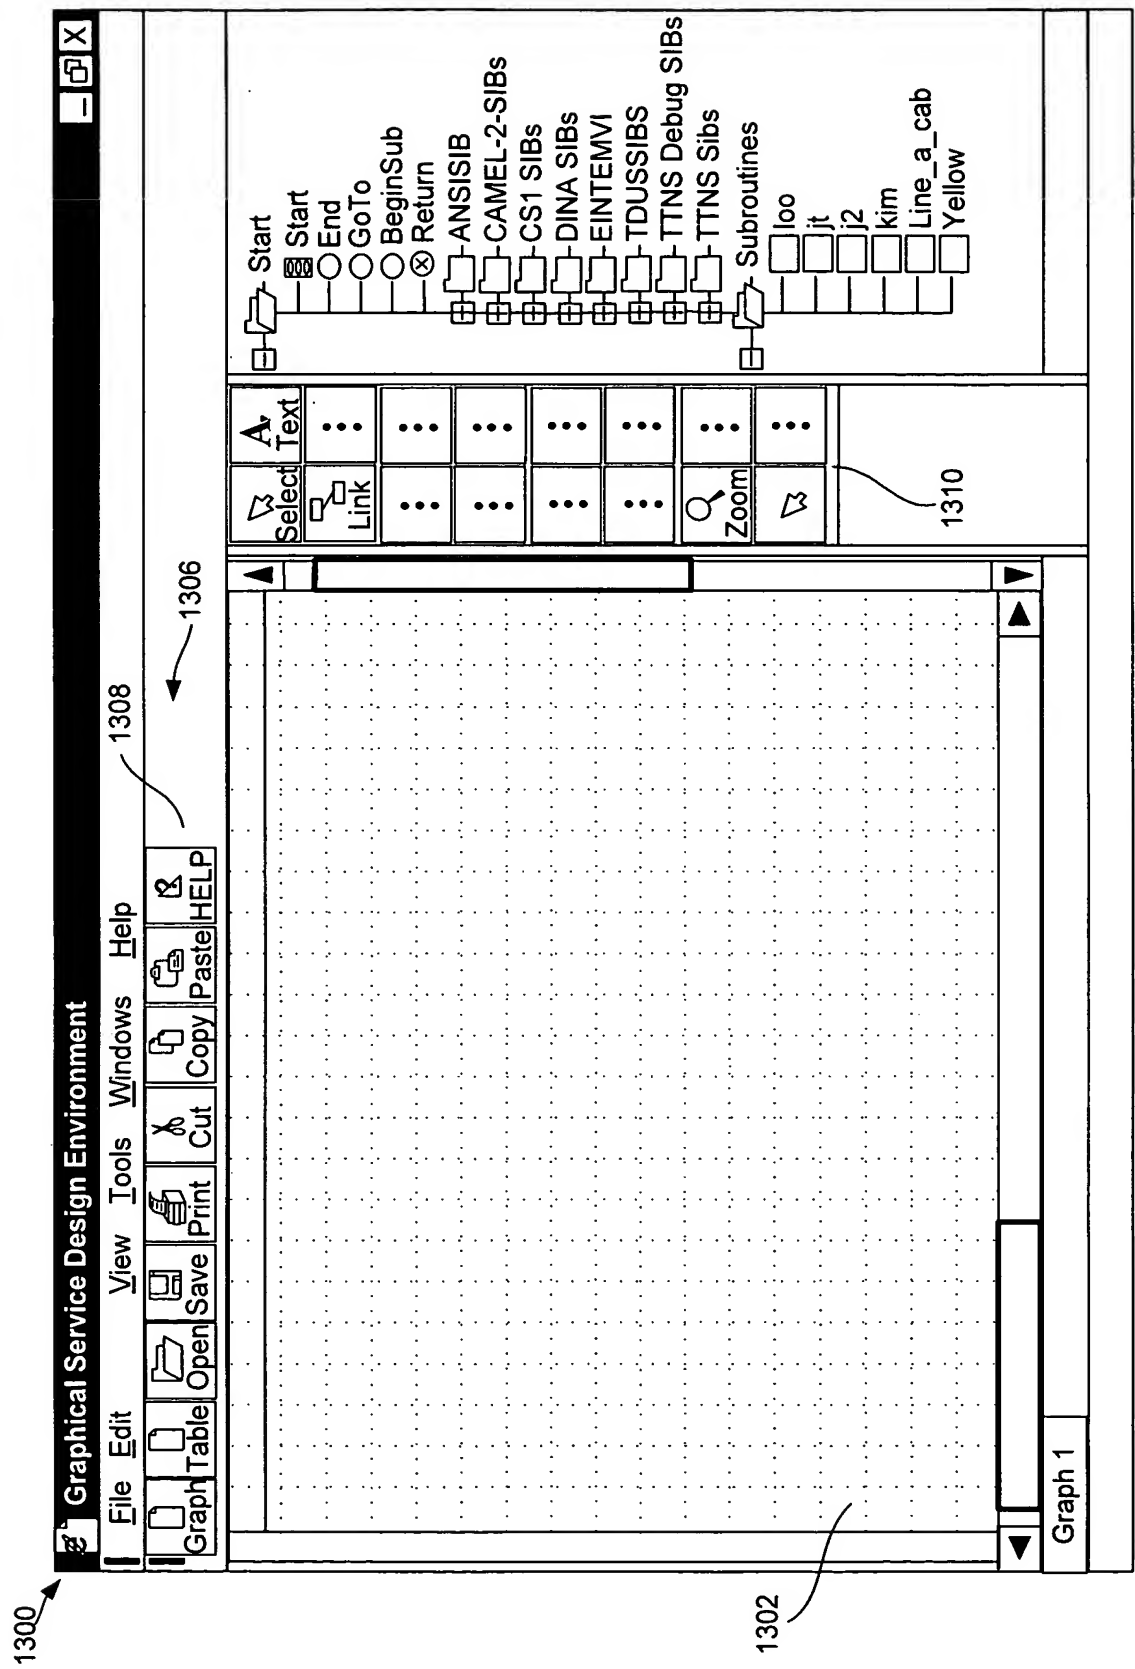 1300
Graphical Service Design Environment
_ X
File Edit View Tools Windows Help
1308
1306
Graph Table Open Save Print Cut Copy Paste HELP
Select Text
Link
Zoom
1310
Start
Start
End
GoTo
BeginSub
Return
ANSISIB
CAMEL-2-SIBs
CS1 SIBs
DINA SIBs
EINTEMVI
TDUSSIBS
TTNS Debug SIBs
TTNS Sibs
Subroutines
loo
jt
j2
kim
Line_a_cab
Yellow
Graph 1
1302